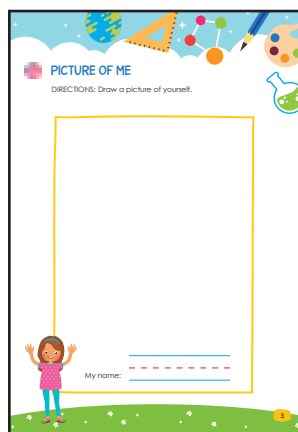 PICTURE OF ME
DIRECTIONS: Draw a picture of yourself.
My name:
3